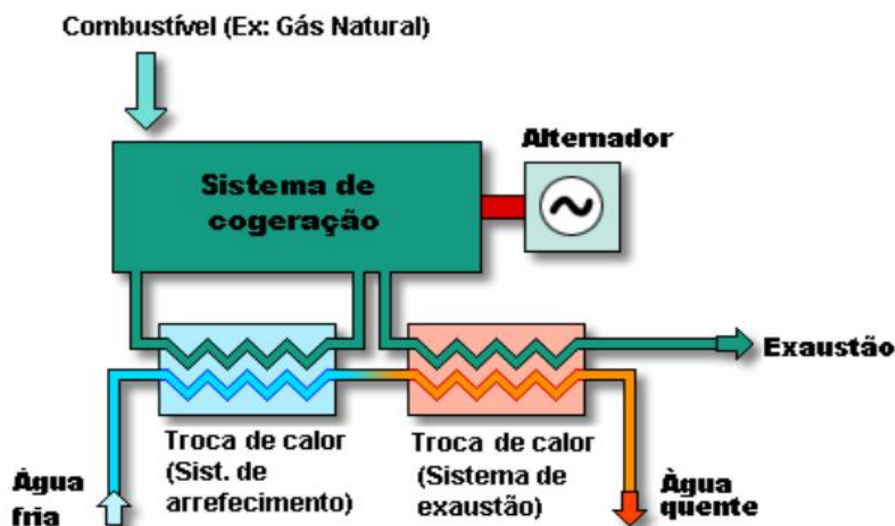 Combustível (Ex: Gás Natural)
Alternador
Sistema de
cogeração
Exaustão
Troca de calor
(Sist. de
arrefecimento)
Troca de calor
(Sistema de
exaustão)
Água
fria
Àgua
quente